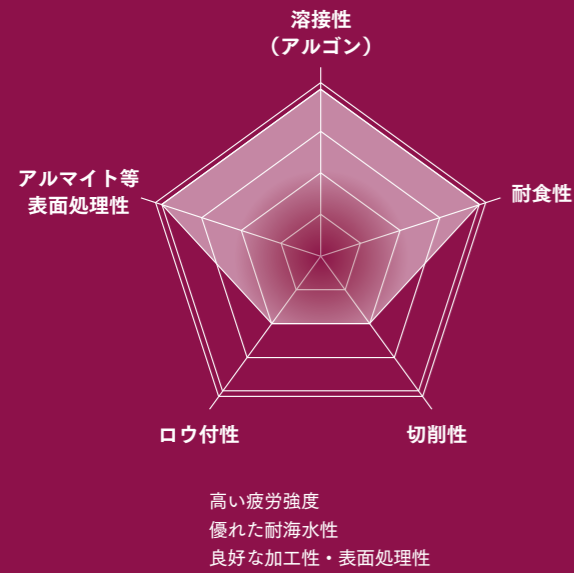 溶接性
（アルゴン）
アルマイト等
表面処理性
耐食性
ロウ付性
切削性
高い疲労強度
優れた耐海水性
良好な加工性・表面処理性